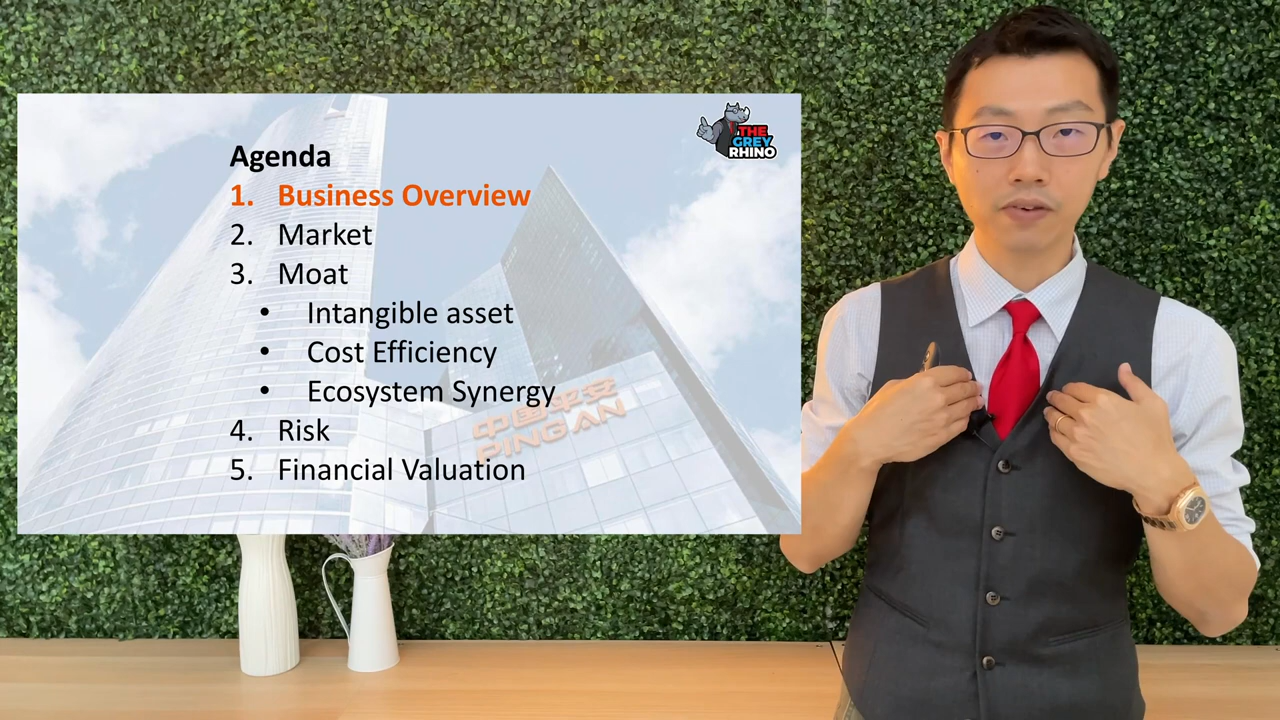 THE
GREY
RHINO
Agenda
1. Business Overview
2. Market
3. Moat
• Intangible asset
• Cost Efficiency
• Ecosystem Synergy
4. Risk
5. Financial Valuation
中国平安
PING AN